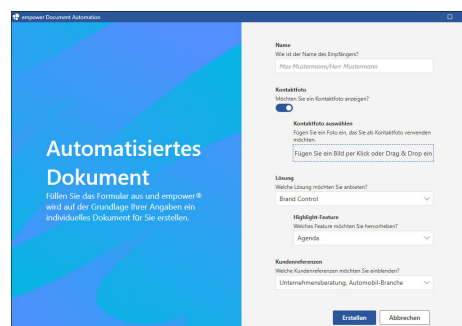 empower Document Automation
Automatisiertes
Dokument
Füllen Sie das Formular aus und empower®
wird auf der Grundlage Ihrer Angaben ein
individuelles Dokument für Sie erstellen.
Name
Wie ist der Name des Empfängers?
Max Mustermann/Herr Mustermann
Kontaktfoto
Möchten Sie ein Kontaktfoto anzeigen?
Kontaktfoto auswählen
Fügen Sie ein Foto ein, das Sie als Kontaktfoto verwenden
möchten.
Fügen Sie ein Bild per Klick oder Drag & Drop ein
Lösung
Welche Lösung möchten Sie anbieten?
Brand Control
Highlight-Feature
Welches Feature möchten Sie hervorheben?
Agenda
Kundenreferenzen
Welche Kundenreferenzen möchten Sie einblenden?
Unternehmensberatung, Automobil-Branche
Erstellen
Abbrechen